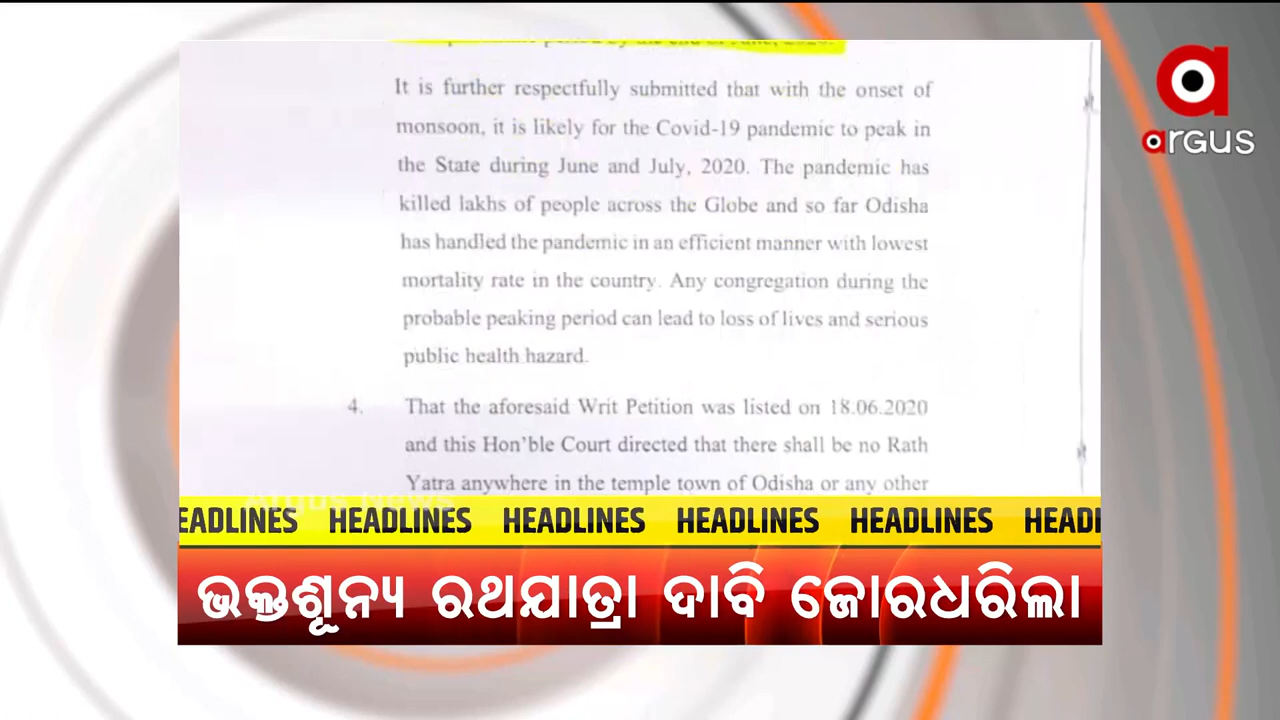 It is further respectfully submitted that with the onset of
monsoon, it is likely for the Covid-19 pandemic to peak in
the State during June and July, 2020. The pandemic has
killed lakhs of people across the Globe and so far Odisha
has handled the pandemic in an efficient manner with lowest
mortality rate in the country. Any congregation during the
probable peaking period can lead to loss of lives and serious
public health hazard.
4. That the aforesaid Writ Petition was listed on 18.06.2020
and this Hon'ble Court directed that there shall be no Rath
Yatra anywhere in the temple town of Odisha or any other
Argus News
EADLINES HEADLINES HEADLINES HEADLINES HEADLINES HEADL
ଭକ୍ତଶୂନ୍ୟ ରଥଯାତ୍ରା ଦାବି ଜୋରଧରିଲା
argus